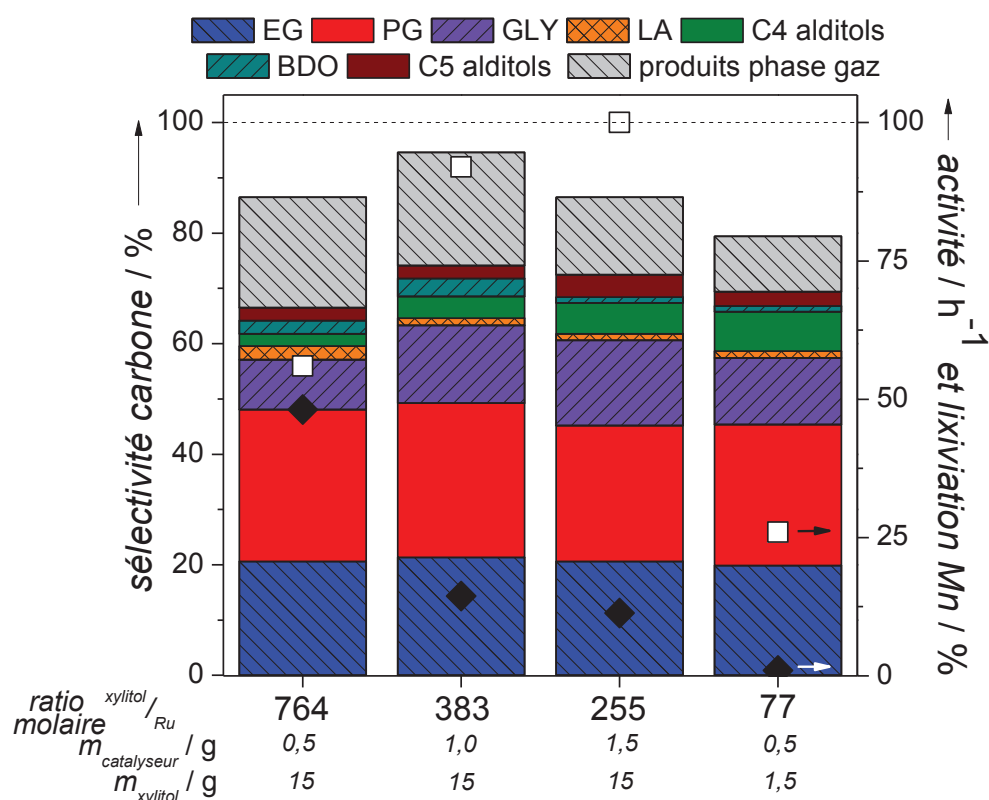 EG PG GLY LA C4 alditols
BDO C5 alditols produits phase gaz
sélectivité carbone / %
100
80
60
40
20
0
100
75
50
25
0
activité / h-1 et lixiviation Mn / %
ratio molaire xylitol/Ru 764 383 255 77
m catalyseur / g 0,5 1,0 1,5 0,5
m xylitol / g 15 15 15 1,5